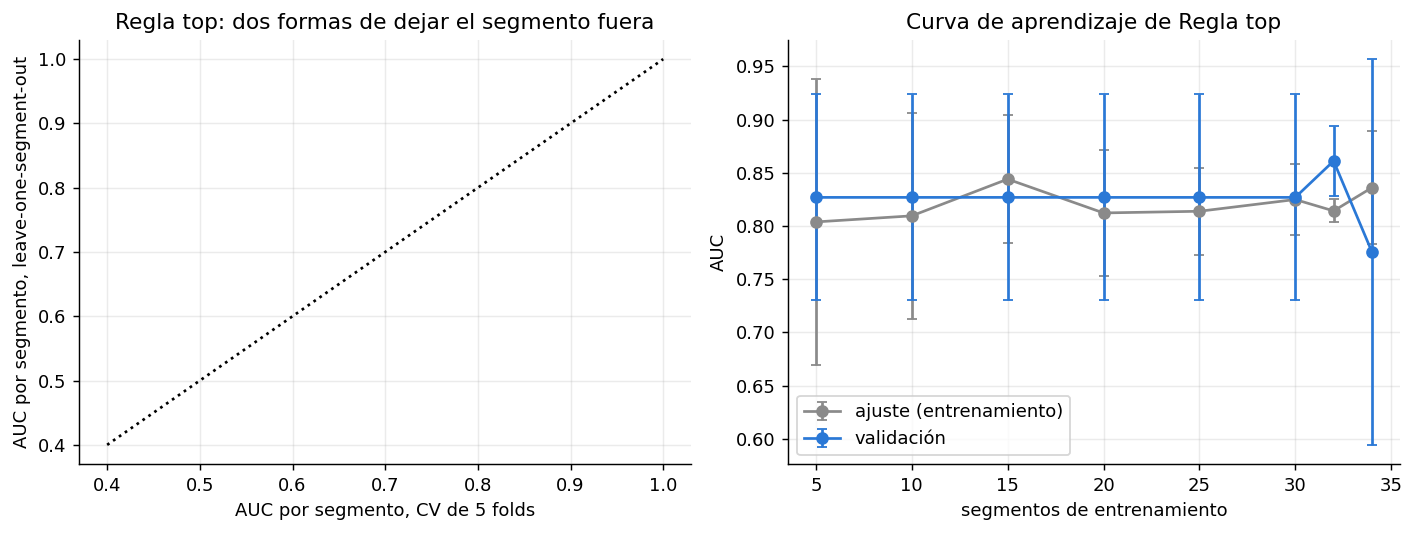 Regla top: dos formas de dejar el segmento fuera
AUC por segmento, leave-one-segment-out
1.0
0.9
0.8
0.7
0.6
0.5
0.4
0.4 0.5 0.6 0.7 0.8 0.9 1.0
AUC por segmento, CV de 5 folds
Curva de aprendizaje de Regla top
AUC
0.95
0.90
0.85
0.80
0.75
0.70
0.65
0.60
ajuste (entrenamiento)
validación
5 10 15 20 25 30 35
segmentos de entrenamiento